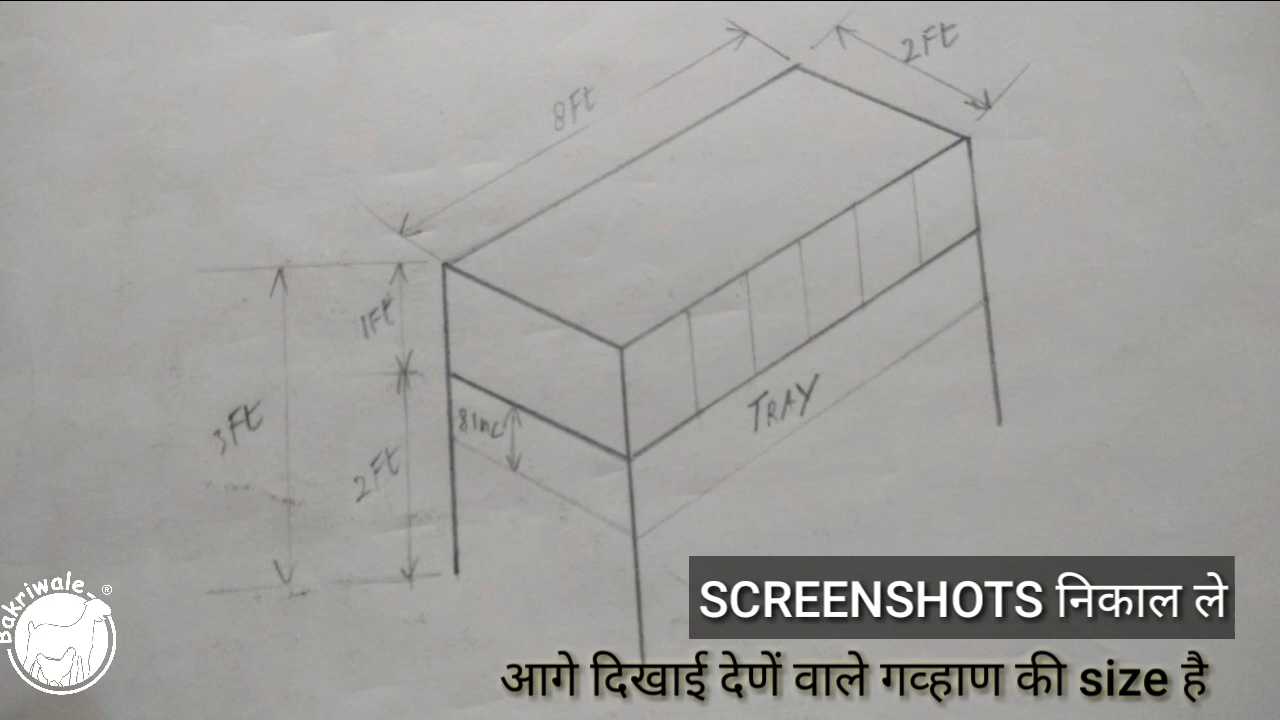 2Ft
8Ft
1Ft
3Ft
2Ft
8Inc
TRAY
Bakriwale- ®
SCREENSHOTS निकाल ले
आगे दिखाई देणें वाले गव्हाण की size है